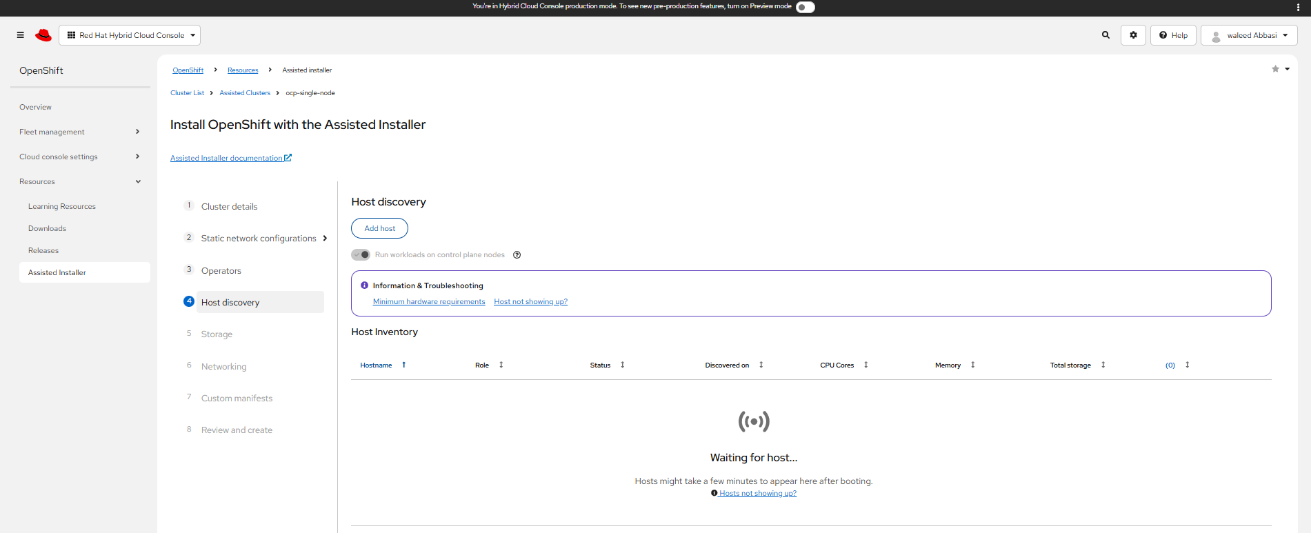 You're in Hybrid Cloud Console production mode. To see new pre-production features, turn on Preview mode
Red Hat Hybrid Cloud Console
Help
waleed Abbasi
OpenShift
Overview
Fleet management
Cloud console settings
Resources
Learning Resources
Downloads
Releases
Assisted Installer
OpenShift > Resources > Assisted installer
Cluster List > Assisted Clusters > ocp-single-node
Install OpenShift with the Assisted Installer
Assisted Installer documentation
1 Cluster details
2 Static network configurations
3 Operators
4 Host discovery
5 Storage
6 Networking
7 Custom manifests
8 Review and create
Host discovery
Add host
Run workloads on control plane nodes
Information & Troubleshooting
Minimum hardware requirements Host not showing up?
Host Inventory
Hostname Role Status Discovered on CPU Cores Memory Total storage (0)
Waiting for host...
Hosts might take a few minutes to appear here after booting.
Hosts not showing up?